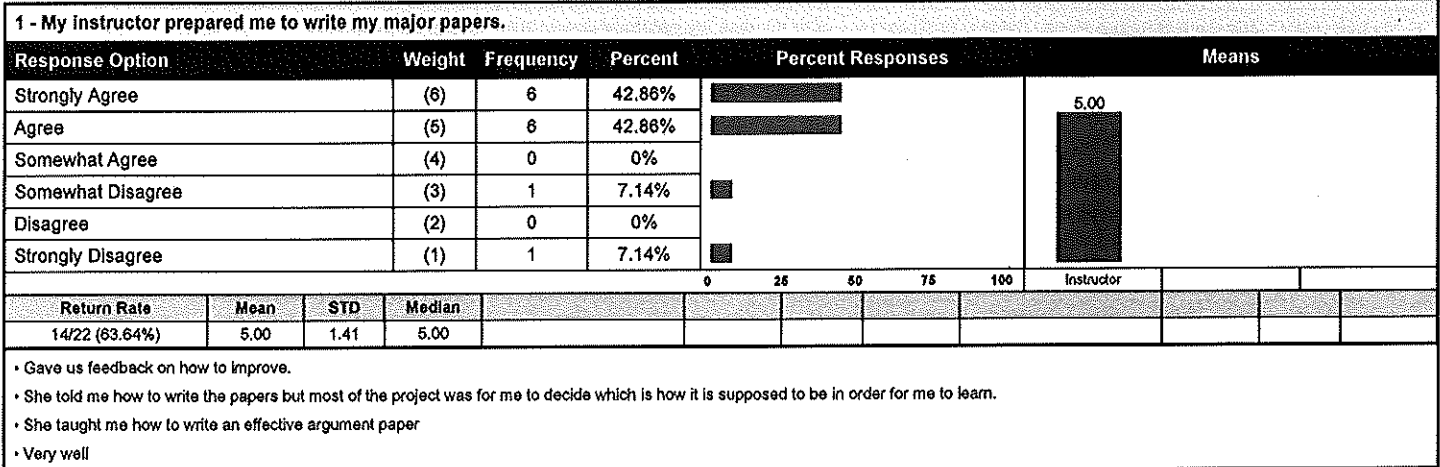 1 - My instructor prepared me to write my major papers.
Response Option Weight Frequency Percent Percent Responses Means
Strongly Agree (6) 6 42.86%
5.00
Agree (5) 6 42.86%
Somewhat Agree (4) 0 0%
Somewhat Disagree (3) 1 7.14%
Disagree (2) 0 0%
Strongly Disagree (1) 1 7.14%
0 25 50 75 100 Instructor
Return Rate Mean STD Median
14/22 (63.64%) 5.00 1.41 5.00
• Gave us feedback on how to improve.
• She told me how to write the papers but most of the project was for me to decide which is how it is supposed to be in order for me to learn.
• She taught me how to write an effective argument paper
• Very well